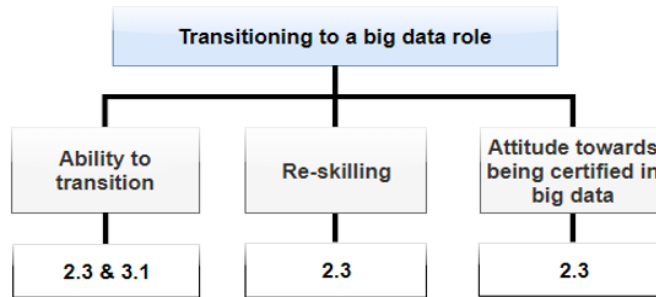 Transitioning to a big data role
Ability to
transition
Re-skilling
Attitude towards
being certified in
big data
2.3 & 3.1
2.3
2.3